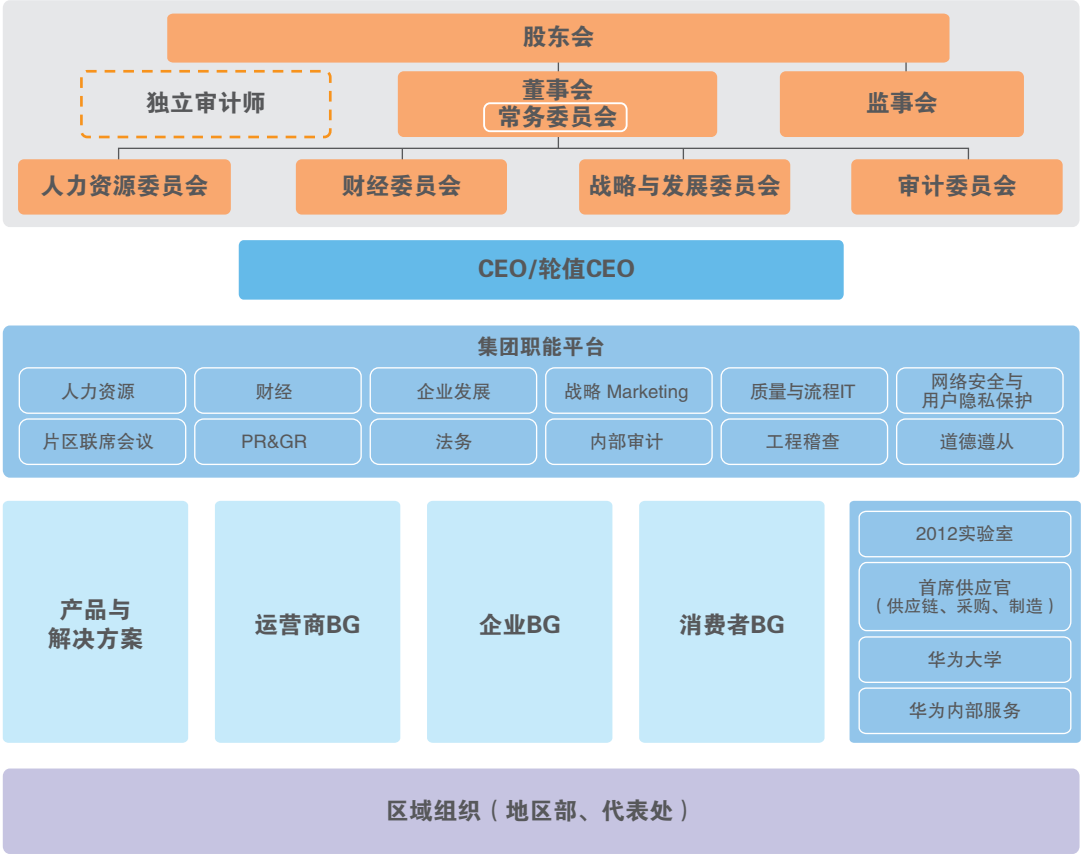 股东会
独立审计师
董事会
常务委员会
监事会
人力资源委员会
财经委员会
战略与发展委员会
审计委员会
CEO/轮值CEO
集团职能平台
人力资源
财经
企业发展
战略 Marketing
质量与流程IT
网络安全与
用户隐私保护
片区联席会议
PR&GR
法务
内部审计
工程稽查
道德遵从
产品与
解决方案
运营商BG
企业BG
消费者BG
2012实验室
首席供应官
（供应链、采购、制造）
华为大学
华为内部服务
区域组织（地区部、代表处）